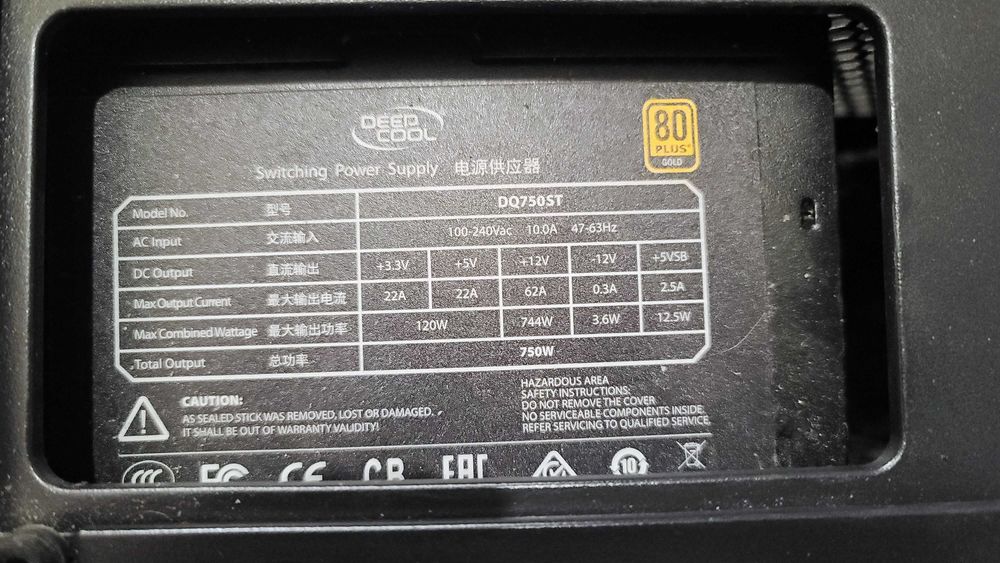 DEEP
COOL
80
PLUS
GOLD
Switching Power Supply 电源供应器
Model No. 型号 DQ750ST
AC Input 交流输入 100-240Vac 10.0A 47-63Hz
DC Output 直流输出 +3.3V +5V +12V -12V +5VSB
Max Output Current 最大输出电流 22A 22A 62A 0.3A 2.5A
Max Combined Wattage 最大输出功率 120W 744W 3.6W 12.5W
Total Output 总功率 750W
CAUTION:
AS SEALED STICK WAS REMOVED, LOST OR DAMAGED.
IT SHALL BE OUT OF WARRANTY VALIDITY!
HAZARDOUS AREA
SAFETY INSTRUCTIONS:
DO NOT REMOVE THE COVER
NO SERVICEABLE COMPONENTS INSIDE.
REFER SERVICING TO QUALIFIED SERVICE.
CCC FC CE CB EAC 10